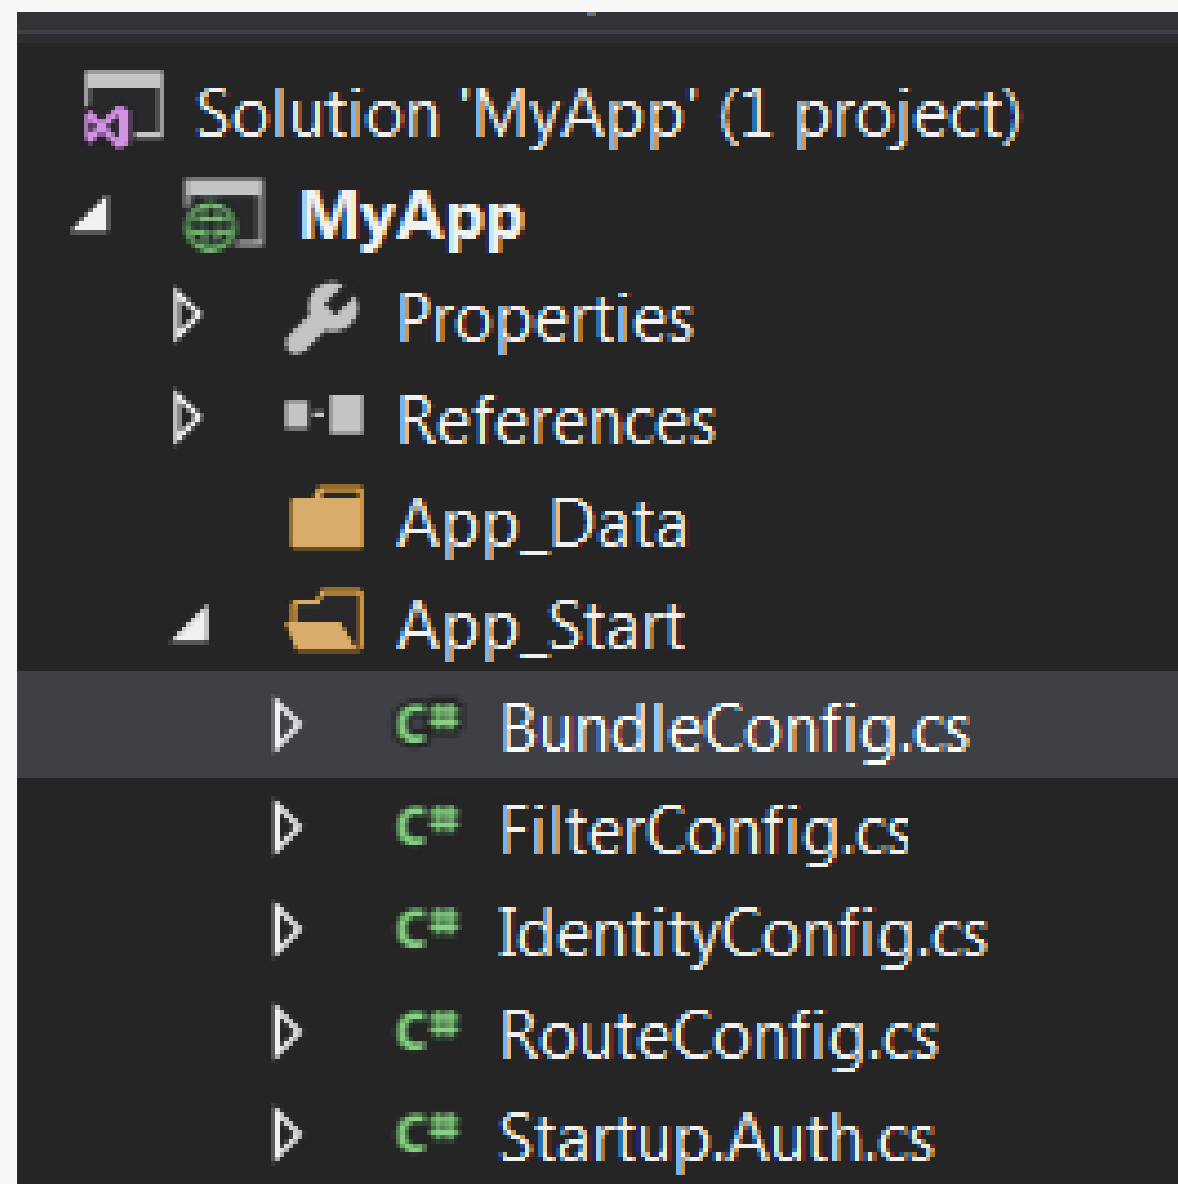 Solution 'MyApp' (1 project)
MyApp
Properties
References
App_Data
App_Start
C# BundleConfig.cs
C# FilterConfig.cs
C# IdentityConfig.cs
C# RouteConfig.cs
C# Startup.Auth.cs